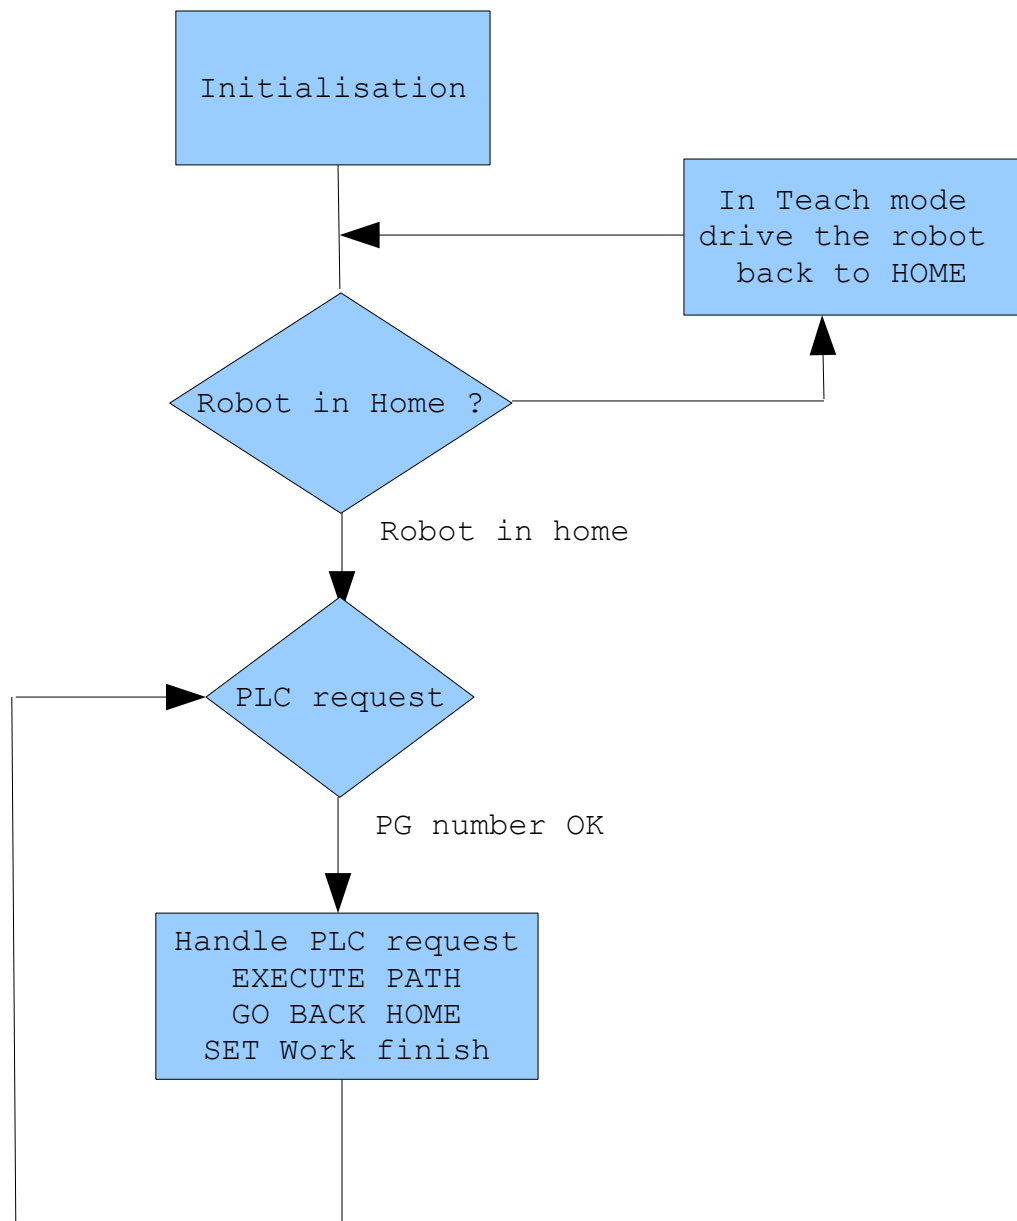 Initialisation
In Teach mode
drive the robot
back to HOME
Robot in Home ?
Robot in home
PLC request
PG number OK
Handle PLC request
EXECUTE PATH
GO BACK HOME
SET Work finish